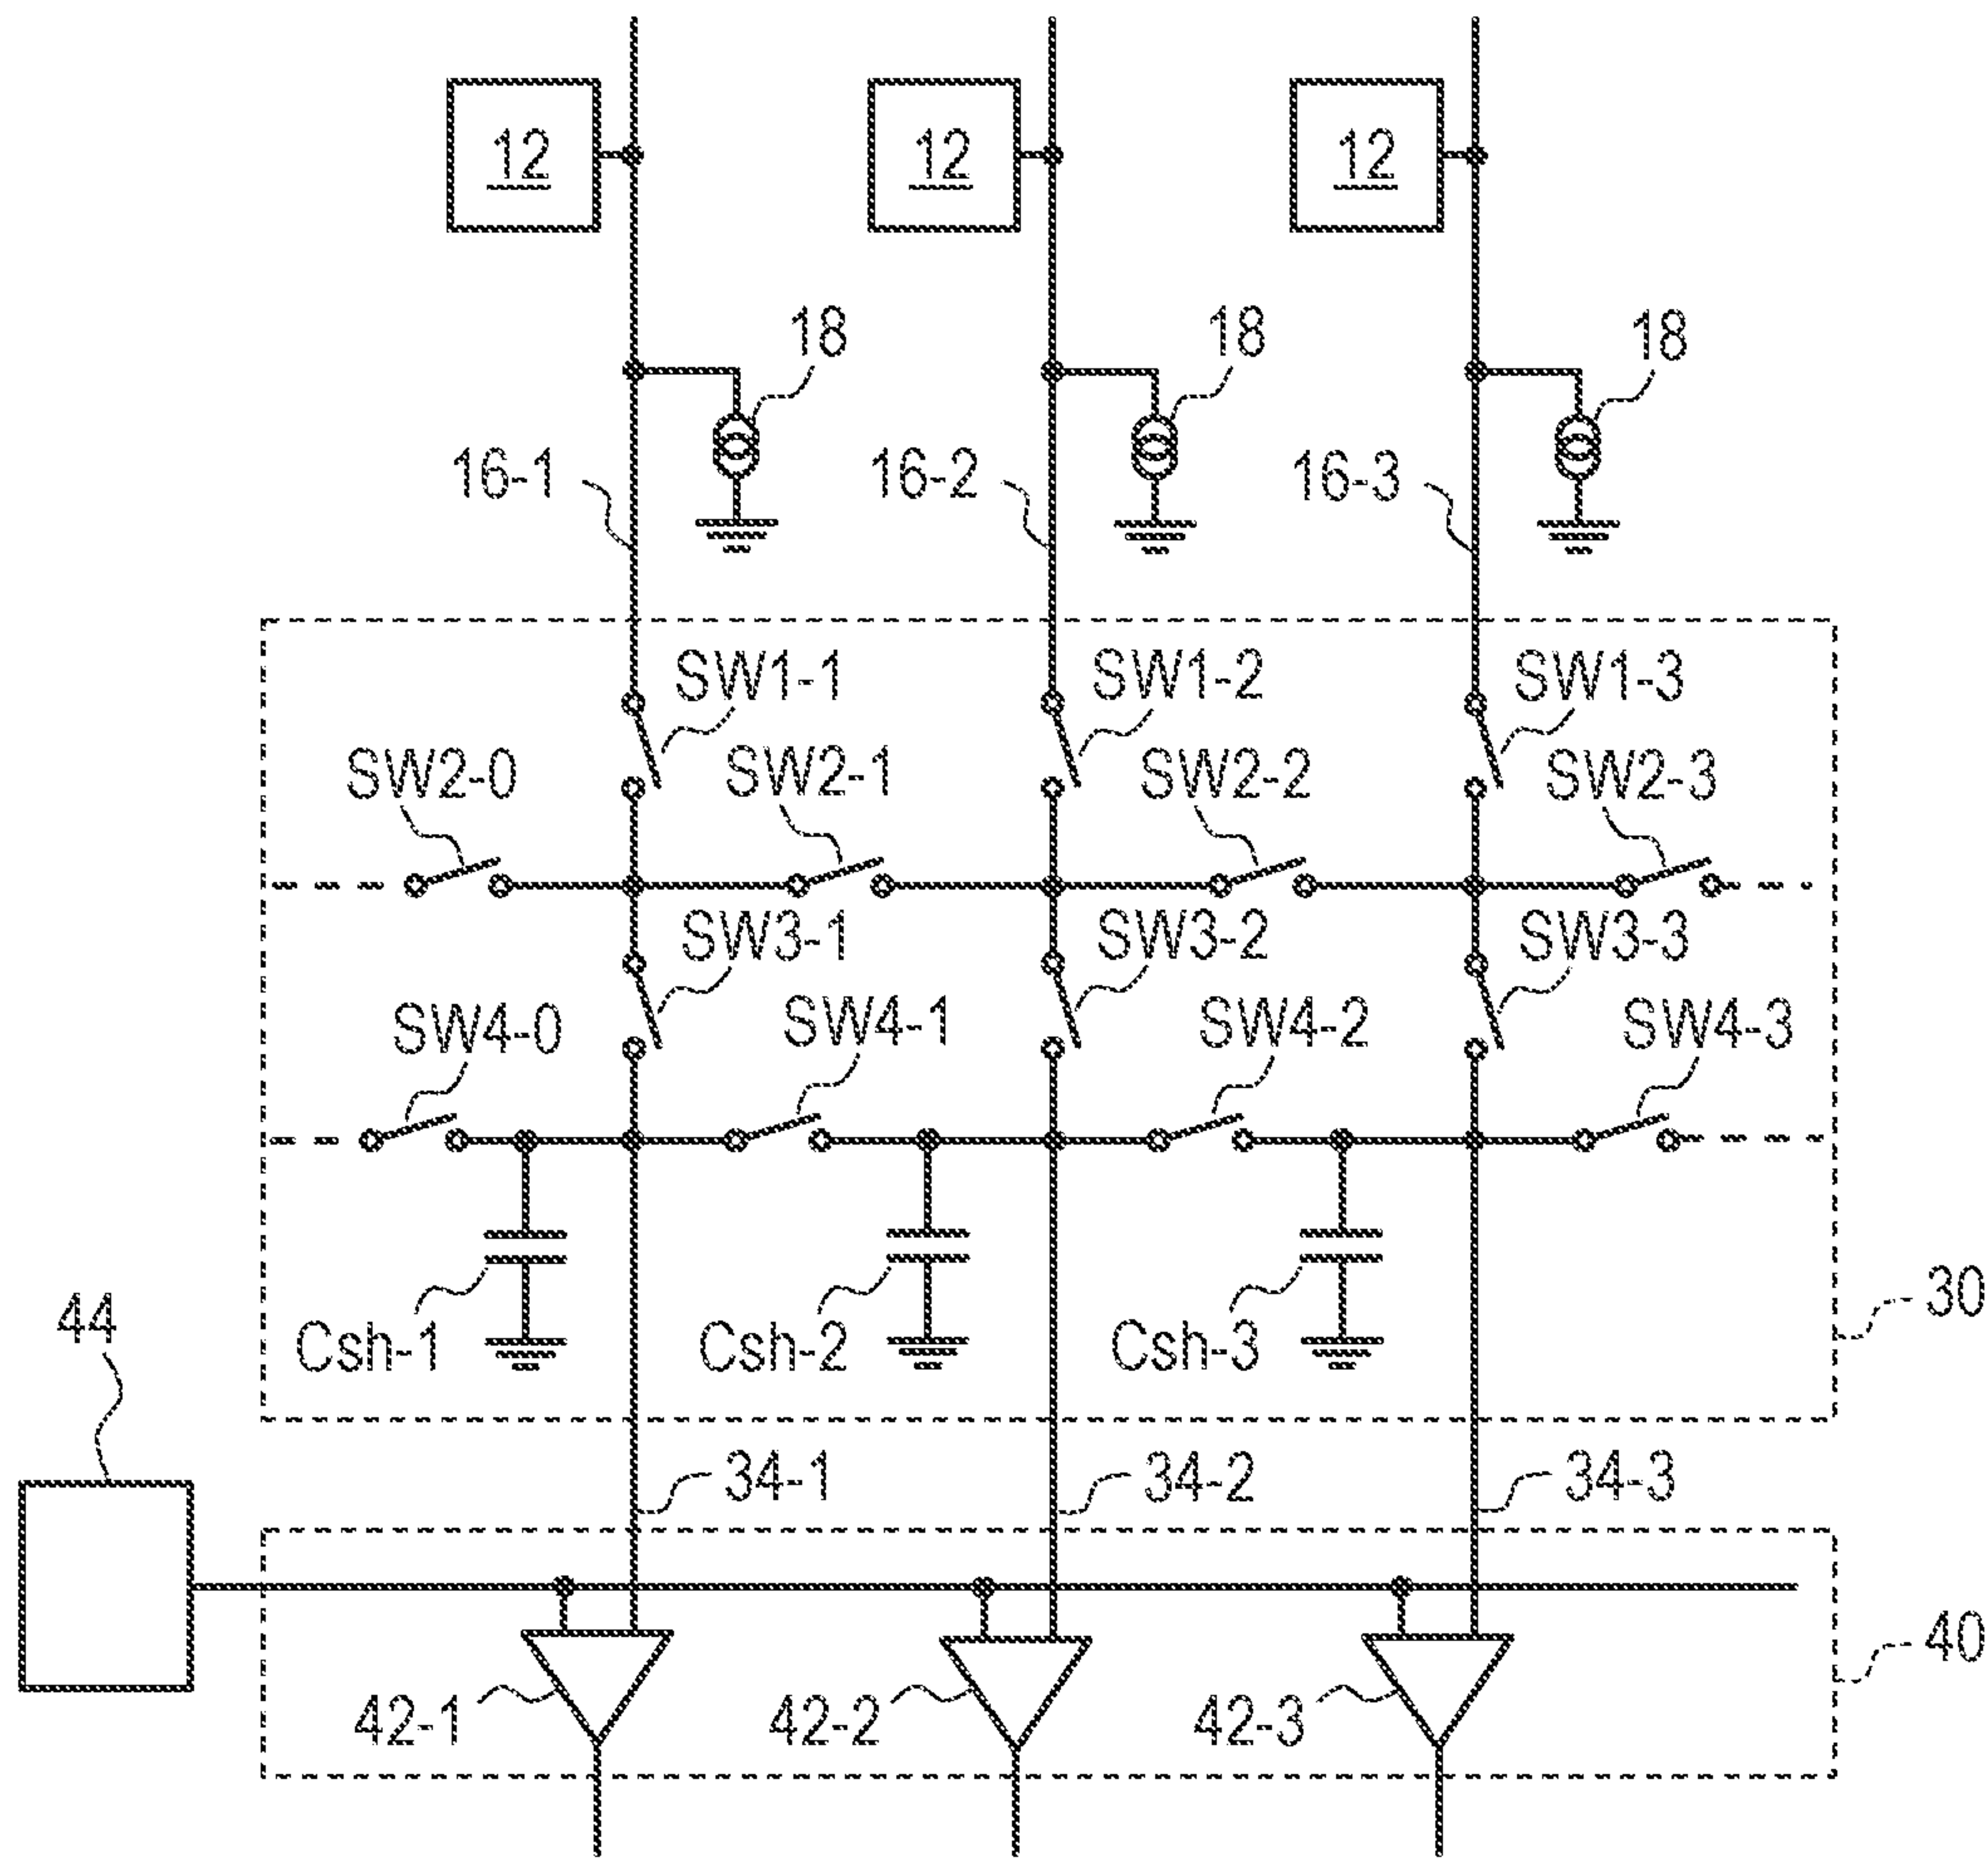 12 12 12
18 18 18
16-1 16-2 16-3
SW1-1 SW1-2 SW1-3
SW2-0 SW2-1 SW2-2 SW2-3
SW3-1 SW3-2 SW3-3
SW4-0 SW4-1 SW4-2 SW4-3
30
44
Csh-1 Csh-2 Csh-3
34-1 34-2 34-3
40
42-1 42-2 42-3